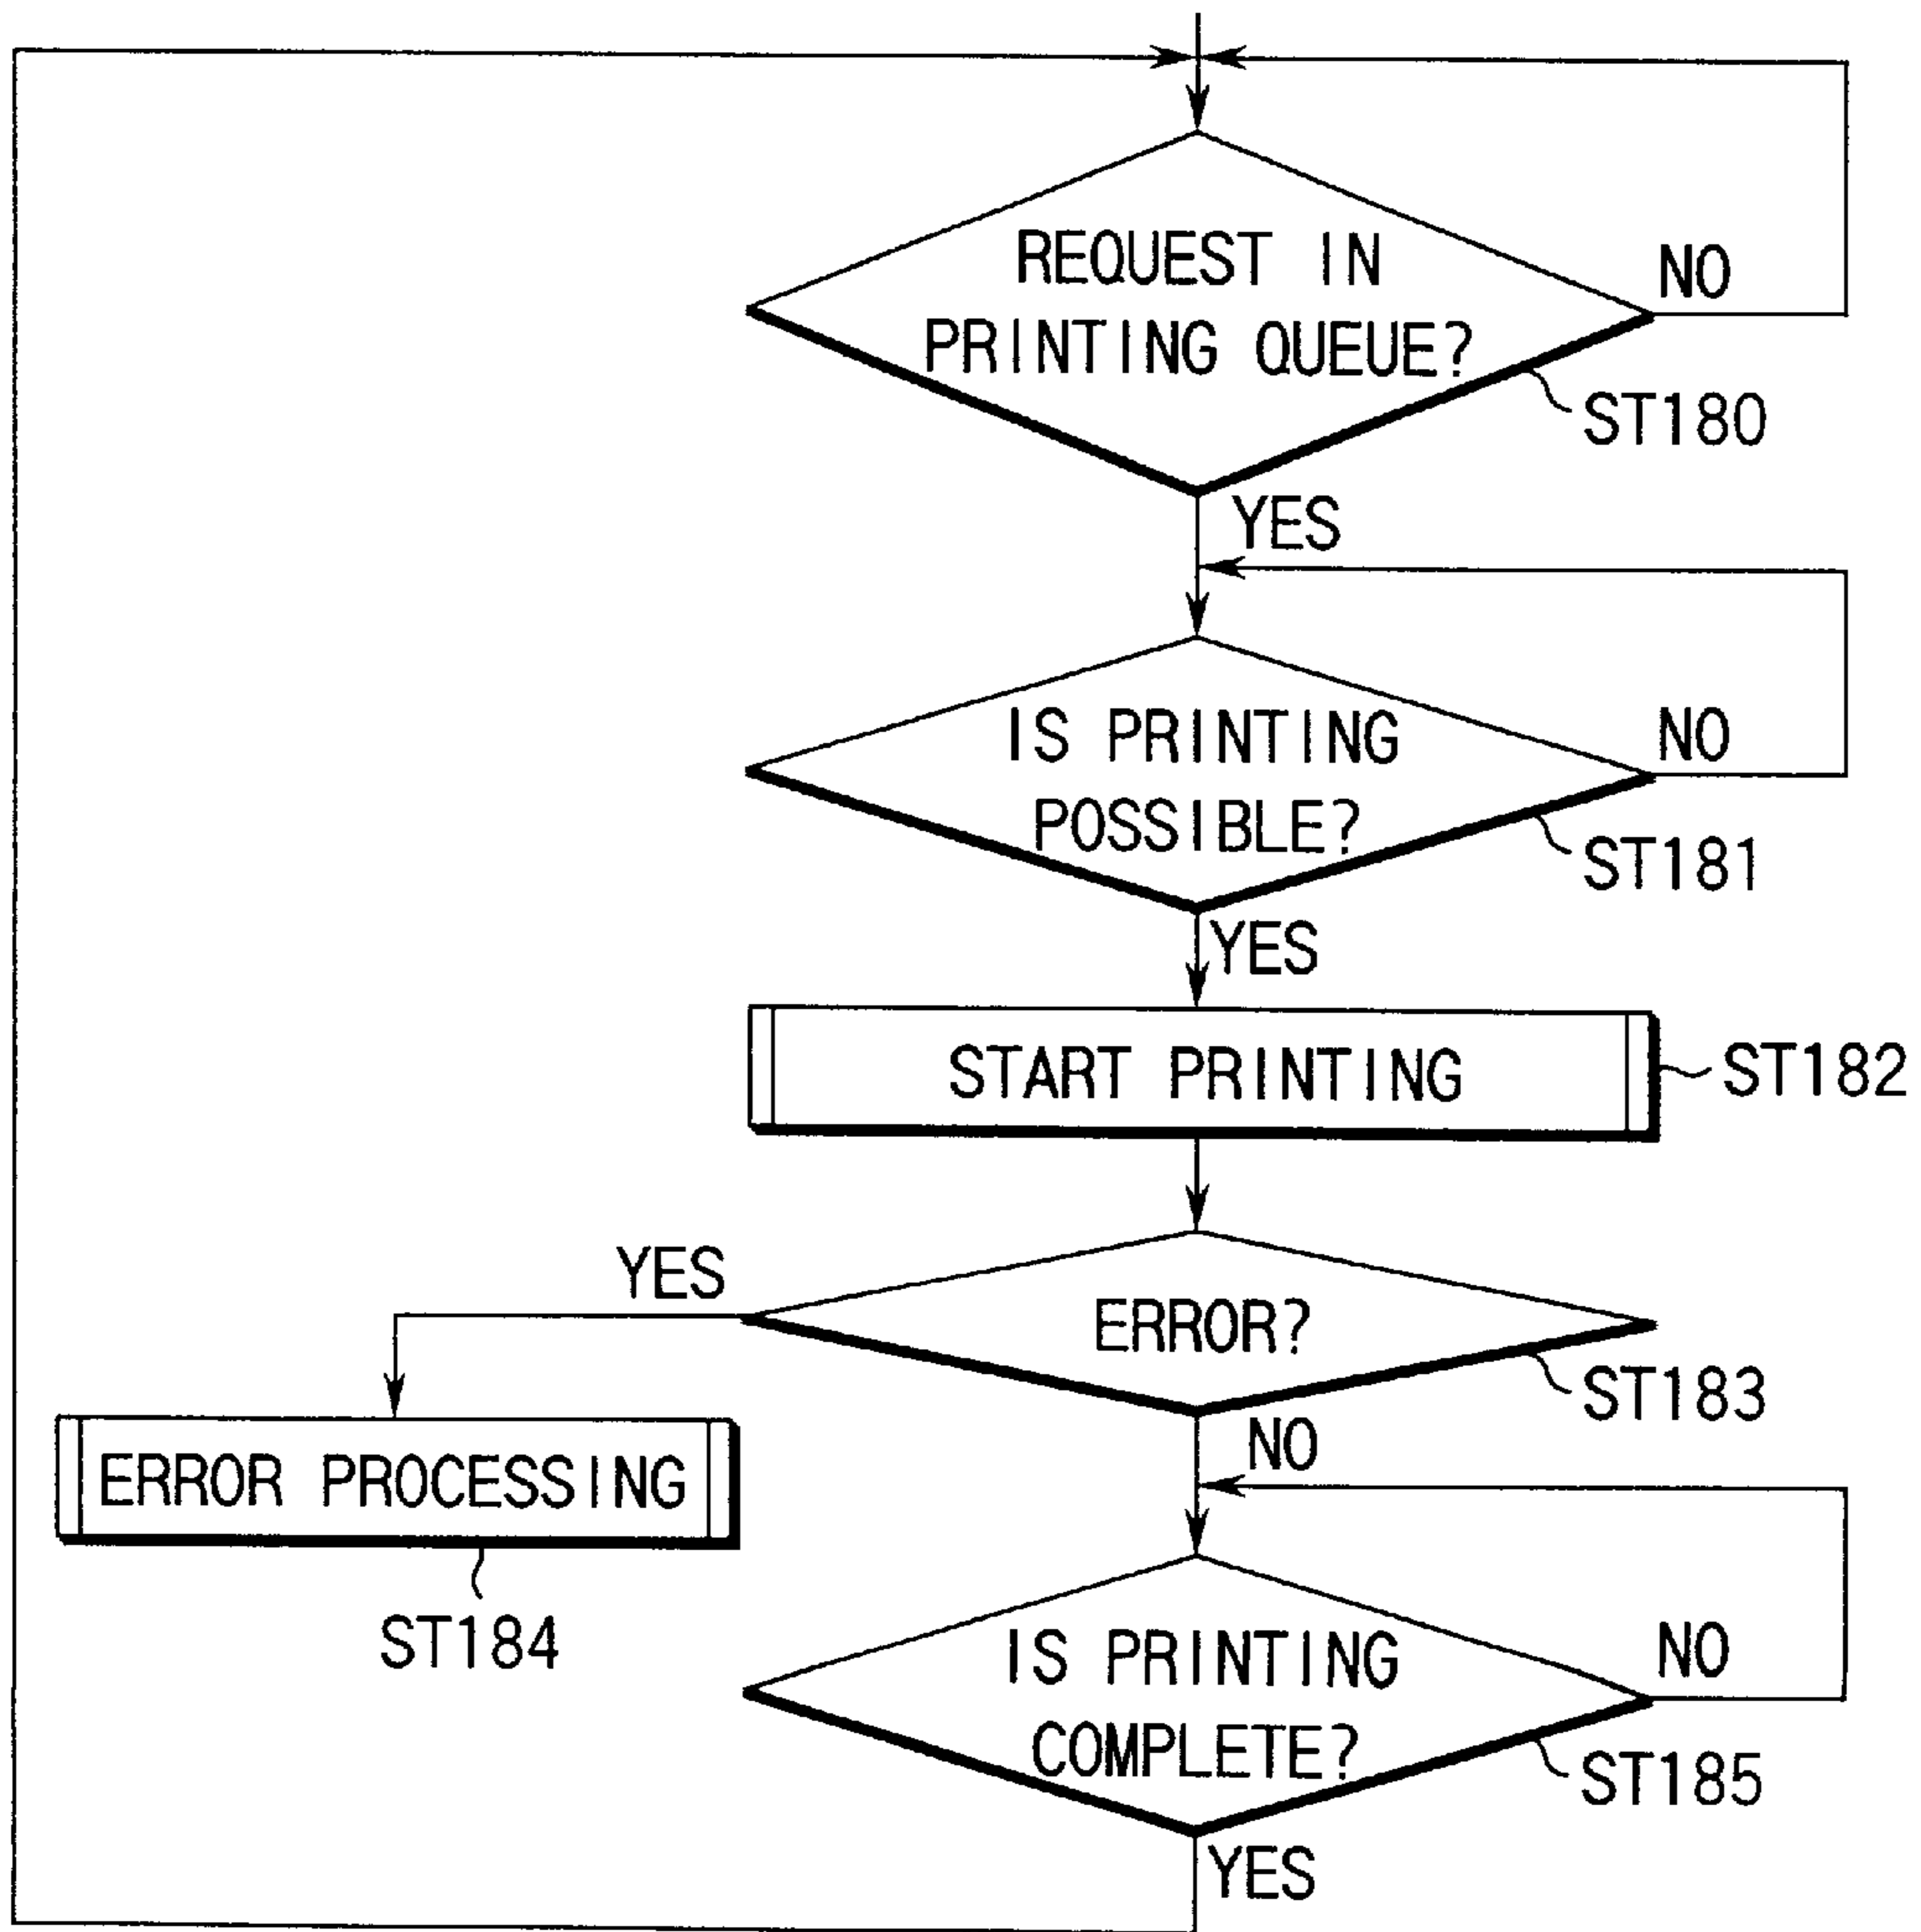 REQUEST IN
PRINTING QUEUE?
NO
ST180
YES
IS PRINTING
POSSIBLE?
NO
ST181
YES
START PRINTING
ST182
YES
ERROR?
ST183
NO
ERROR PROCESSING
ST184
IS PRINTING
COMPLETE?
NO
ST185
YES